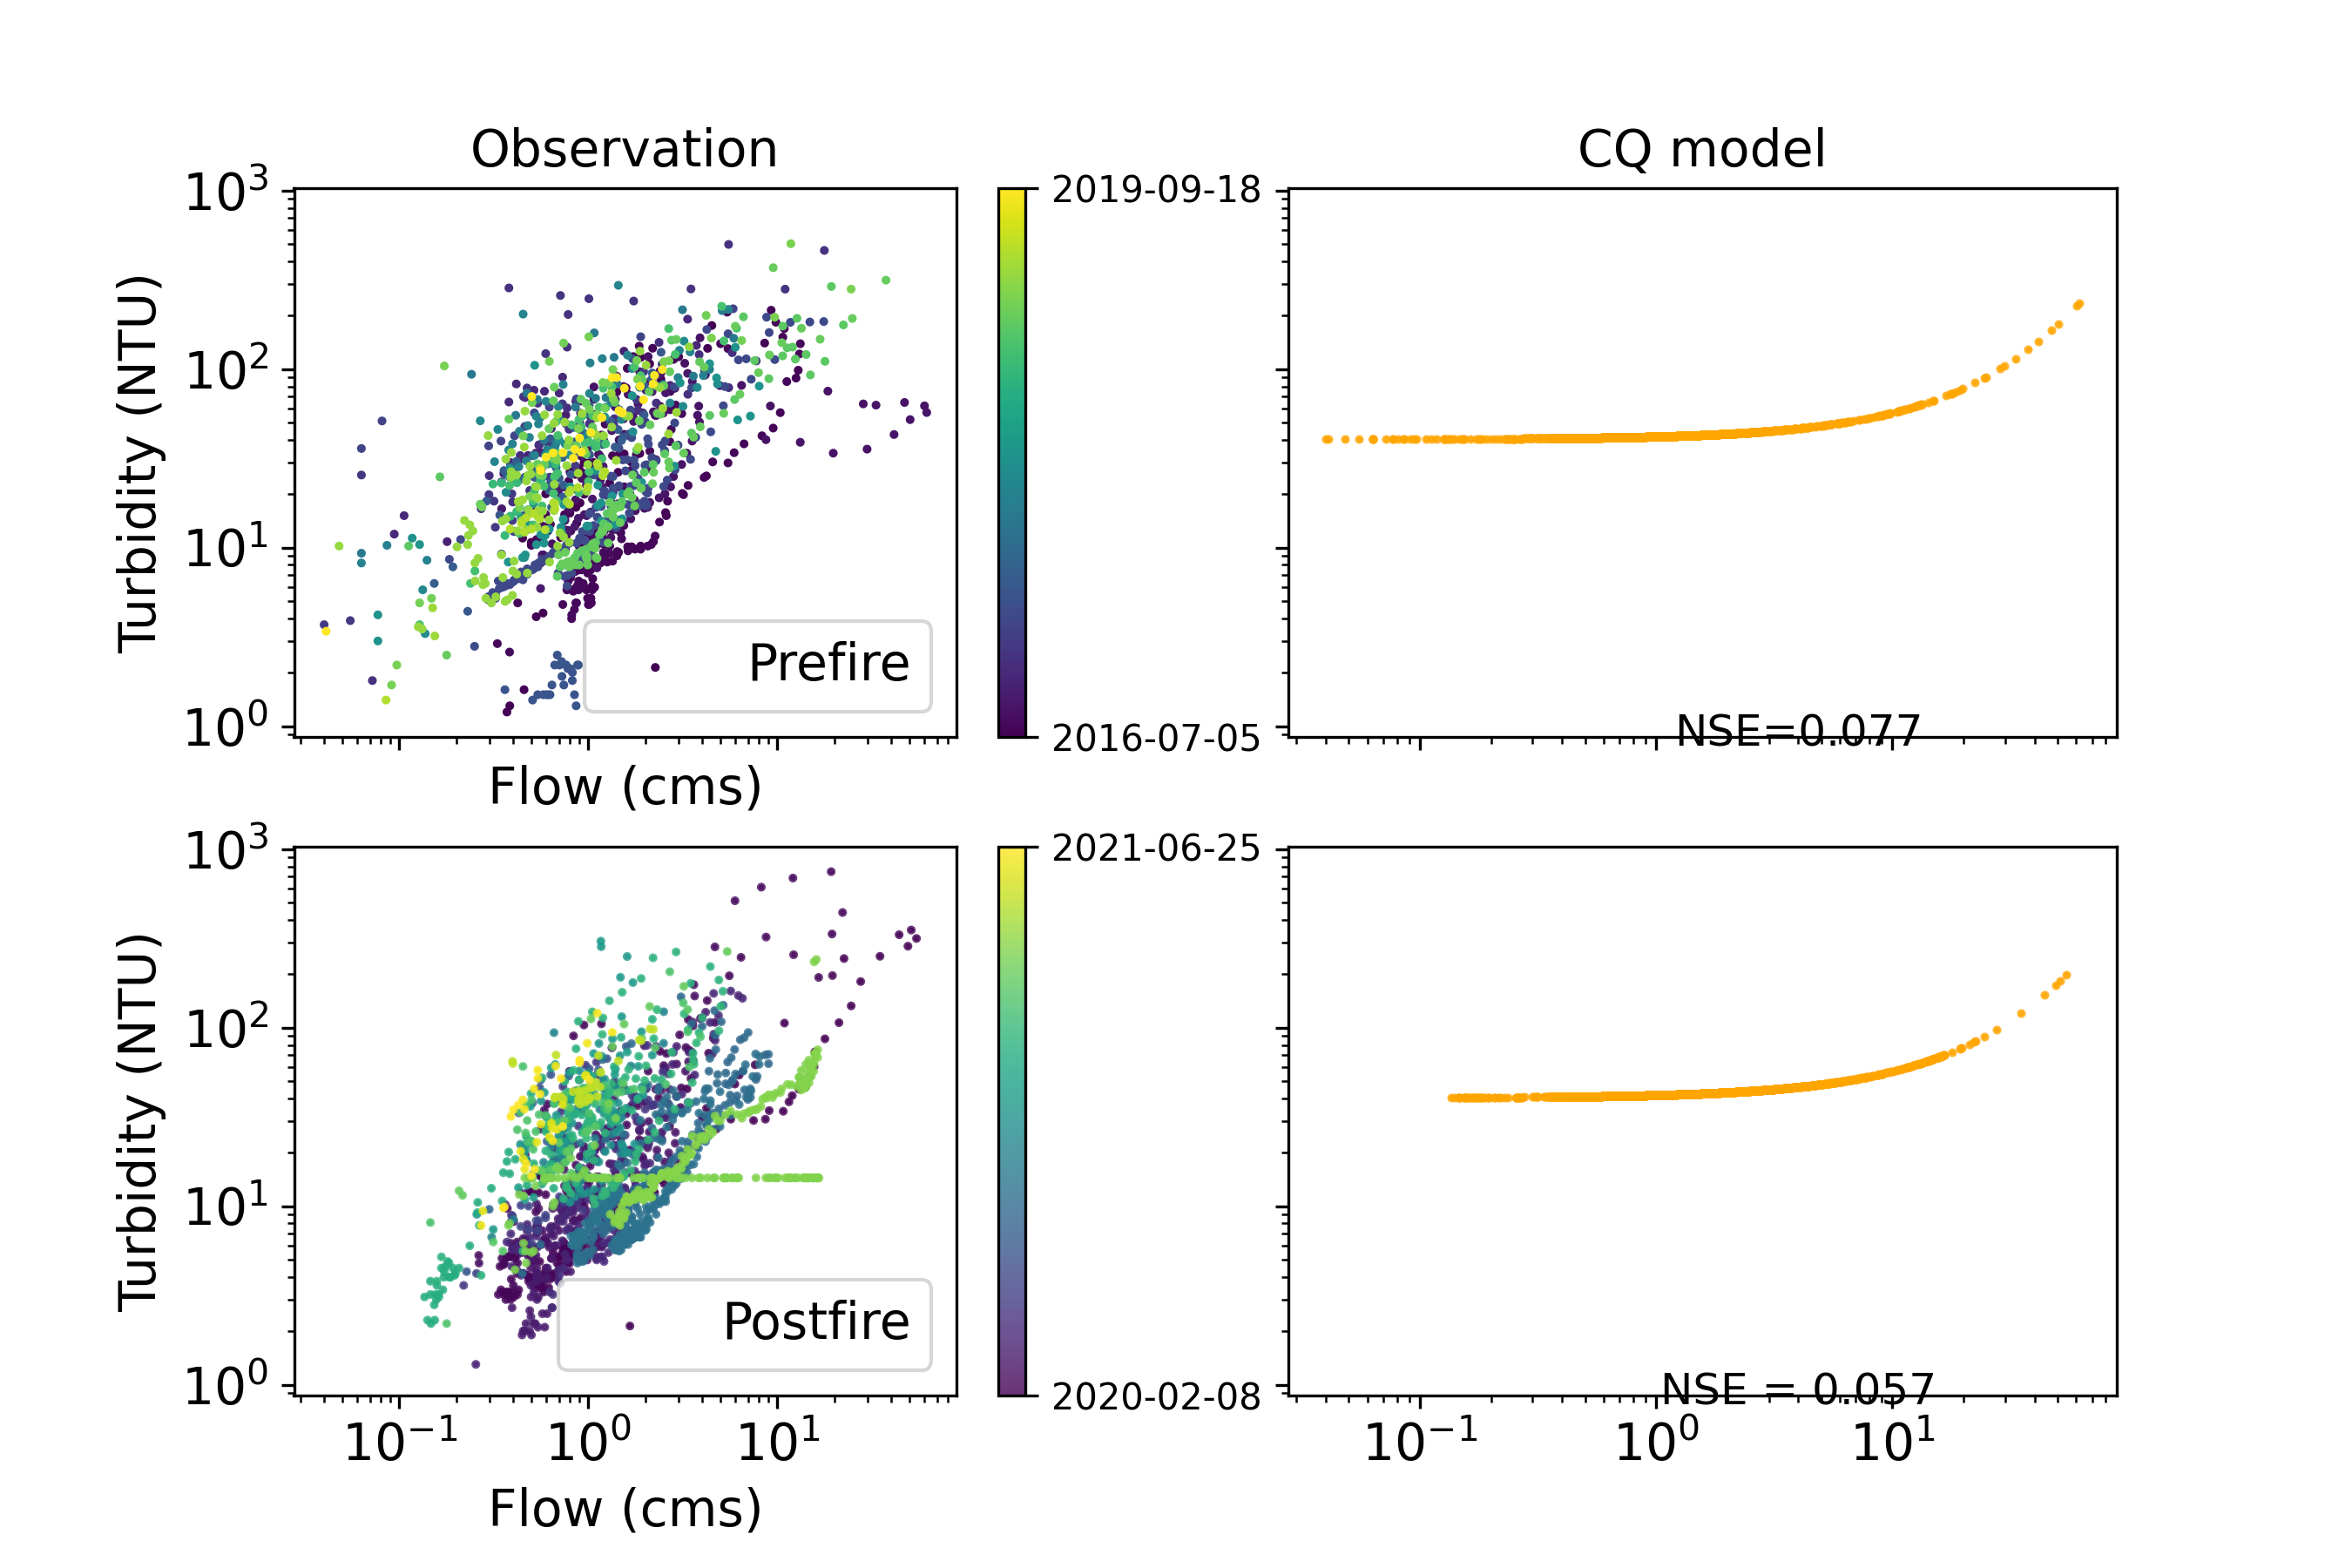 Observation
CQ model
10³
10²
10¹
10⁰
Turbidity (NTU)
Prefire
Flow (cms)
2019-09-18
2016-07-05
NSE=0.077
10³
10²
10¹
10⁰
Turbidity (NTU)
Postfire
10⁻¹ 10⁰ 10¹
Flow (cms)
2021-06-25
2020-02-08
NSE = 0.057
10⁻¹ 10⁰ 10¹